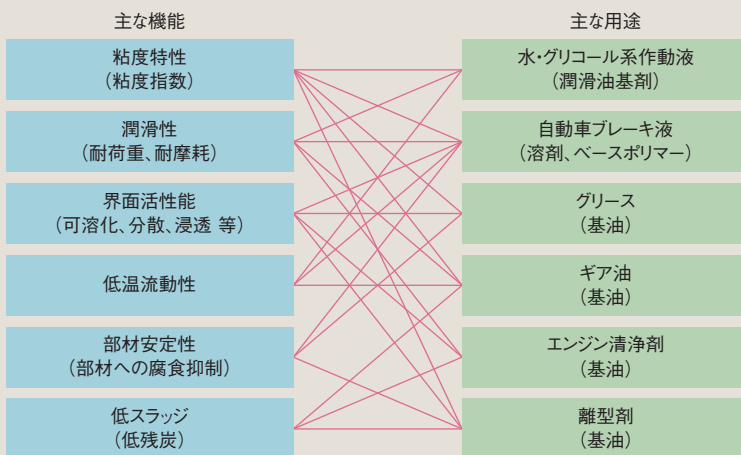 主な機能
粘度特性
（粘度指数）
潤滑性
（耐荷重、耐摩耗）
界面活性能
（可溶化、分散、浸透 等）
低温流動性
部材安定性
（部材への腐食抑制）
低スラッジ
（低残炭）
主な用途
水・グリコール系作動液
（潤滑油基剤）
自動車ブレーキ液
（溶剤、ベースポリマー）
グリース
（基油）
ギア油
（基油）
エンジン清浄剤
（基油）
離型剤
（基油）